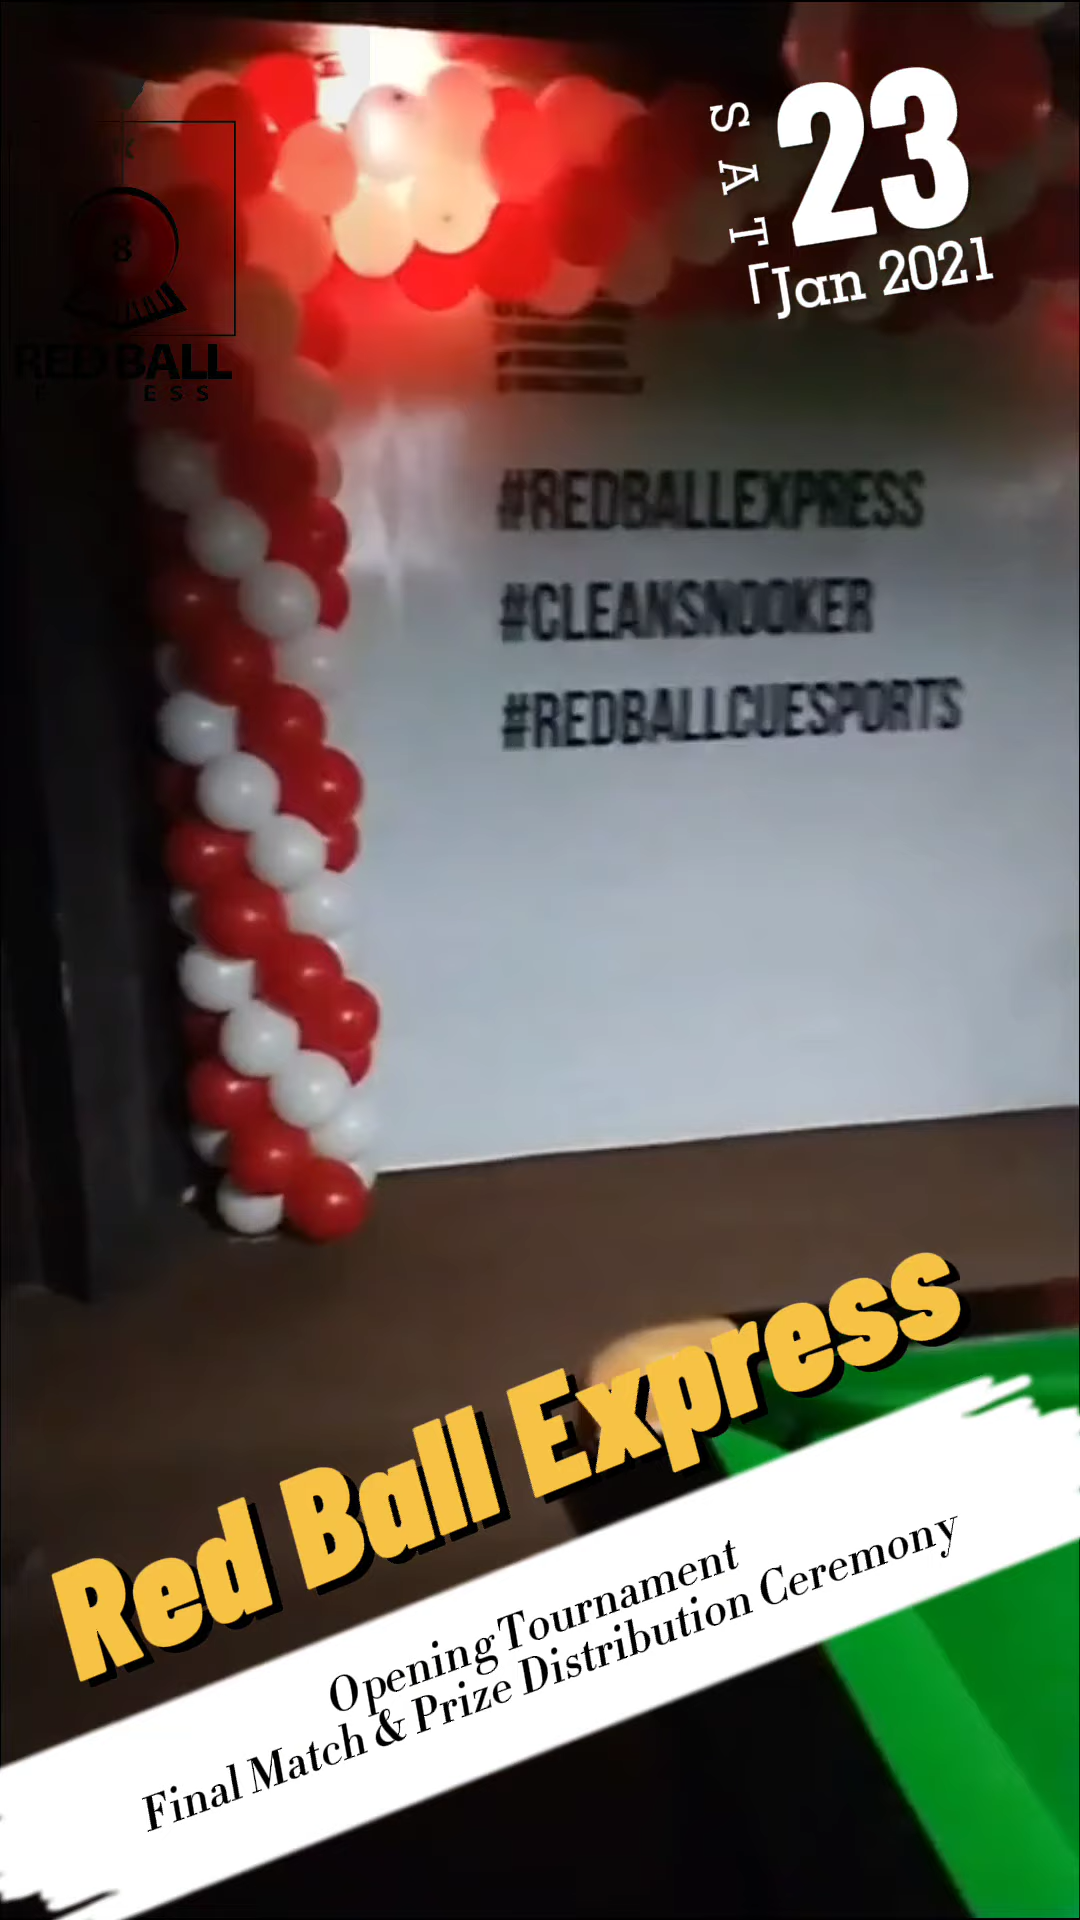 SAT
23
Jan 2021
8
RED BALL
#REDBALLEXPRESS
#CLEANSNOOKER
#REDBALLCUESPORTS
Red Ball Express
Opening Tournament
Final Match & Prize Distribution Ceremony